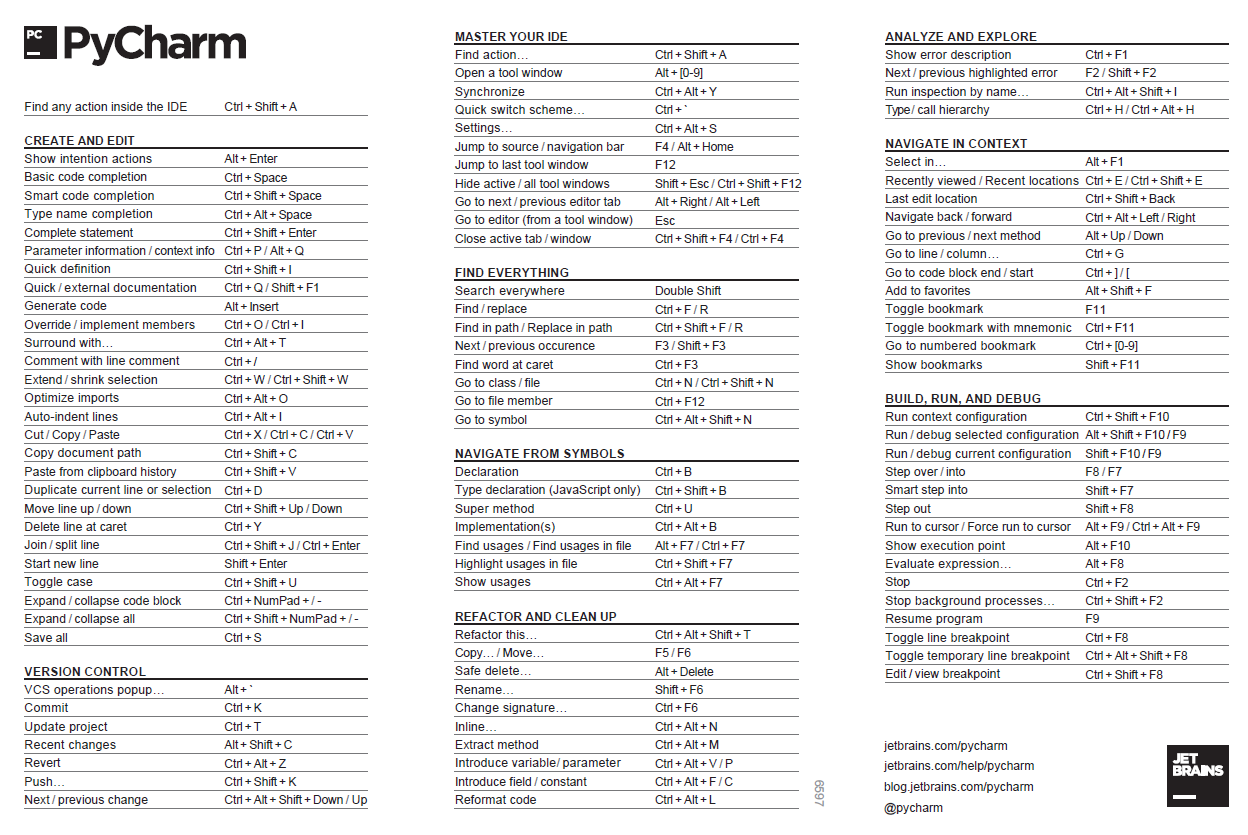 PC
PyCharm
Find any action inside the IDE Ctrl + Shift + A
CREATE AND EDIT
Show intention actions Alt + Enter
Basic code completion Ctrl + Space
Smart code completion Ctrl + Shift + Space
Type name completion Ctrl + Alt + Space
Complete statement Ctrl + Shift + Enter
Parameter information / context info Ctrl + P / Alt + Q
Quick definition Ctrl + Shift + I
Quick / external documentation Ctrl + Q / Shift + F1
Generate code Alt + Insert
Override / implement members Ctrl + O / Ctrl + I
Surround with… Ctrl + Alt + T
Comment with line comment Ctrl + /
Extend / shrink selection Ctrl + W / Ctrl + Shift + W
Optimize imports Ctrl + Alt + O
Auto-indent lines Ctrl + Alt + I
Cut / Copy / Paste Ctrl + X / Ctrl + C / Ctrl + V
Copy document path Ctrl + Shift + C
Paste from clipboard history Ctrl + Shift + V
Duplicate current line or selection Ctrl + D
Move line up / down Ctrl + Shift + Up / Down
Delete line at caret Ctrl + Y
Join / split line Ctrl + Shift + J / Ctrl + Enter
Start new line Shift + Enter
Toggle case Ctrl + Shift + U
Expand / collapse code block Ctrl + NumPad + / -
Expand / collapse all Ctrl + Shift + NumPad + / -
Save all Ctrl + S
VERSION CONTROL
VCS operations popup… Alt + `
Commit Ctrl + K
Update project Ctrl + T
Recent changes Alt + Shift + C
Revert Ctrl + Alt + Z
Push… Ctrl + Shift + K
Next / previous change Ctrl + Alt + Shift + Down / Up
MASTER YOUR IDE
Find action… Ctrl + Shift + A
Open a tool window Alt + [0-9]
Synchronize Ctrl + Alt + Y
Quick switch scheme… Ctrl + `
Settings… Ctrl + Alt + S
Jump to source / navigation bar F4 / Alt + Home
Jump to last tool window F12
Hide active / all tool windows Shift + Esc / Ctrl + Shift + F12
Go to next / previous editor tab Alt + Right / Alt + Left
Go to editor (from a tool window) Esc
Close active tab / window Ctrl + Shift + F4 / Ctrl + F4
FIND EVERYTHING
Search everywhere Double Shift
Find / replace Ctrl + F / R
Find in path / Replace in path Ctrl + Shift + F / R
Next / previous occurence F3 / Shift + F3
Find word at caret Ctrl + F3
Go to class / file Ctrl + N / Ctrl + Shift + N
Go to file member Ctrl + F12
Go to symbol Ctrl + Alt + Shift + N
NAVIGATE FROM SYMBOLS
Declaration Ctrl + B
Type declaration (JavaScript only) Ctrl + Shift + B
Super method Ctrl + U
Implementation(s) Ctrl + Alt + B
Find usages / Find usages in file Alt + F7 / Ctrl + F7
Highlight usages in file Ctrl + Shift + F7
Show usages Ctrl + Alt + F7
REFACTOR AND CLEAN UP
Refactor this… Ctrl + Alt + Shift + T
Copy… / Move… F5 / F6
Safe delete… Alt + Delete
Rename… Shift + F6
Change signature… Ctrl + F6
Inline… Ctrl + Alt + N
Extract method Ctrl + Alt + M
Introduce variable/ parameter Ctrl + Alt + V / P
Introduce field / constant Ctrl + Alt + F / C
Reformat code Ctrl + Alt + L
6597
ANALYZE AND EXPLORE
Show error description Ctrl + F1
Next / previous highlighted error F2 / Shift + F2
Run inspection by name… Ctrl + Alt + Shift + I
Type / call hierarchy Ctrl + H / Ctrl + Alt + H
NAVIGATE IN CONTEXT
Select in… Alt + F1
Recently viewed / Recent locations Ctrl + E / Ctrl + Shift + E
Last edit location Ctrl + Shift + Back
Navigate back / forward Ctrl + Alt + Left / Right
Go to previous / next method Alt + Up / Down
Go to line / column… Ctrl + G
Go to code block end / start Ctrl + ] / [
Add to favorites Alt + Shift + F
Toggle bookmark F11
Toggle bookmark with mnemonic Ctrl + F11
Go to numbered bookmark Ctrl + [0-9]
Show bookmarks Shift + F11
BUILD, RUN, AND DEBUG
Run context configuration Ctrl + Shift + F10
Run / debug selected configuration Alt + Shift + F10 / F9
Run / debug current configuration Shift + F10 / F9
Step over / into F8 / F7
Smart step into Shift + F7
Step out Shift + F8
Run to cursor / Force run to cursor Alt + F9 / Ctrl + Alt + F9
Show execution point Alt + F10
Evaluate expression… Alt + F8
Stop Ctrl + F2
Stop background processes… Ctrl + Shift + F2
Resume program F9
Toggle line breakpoint Ctrl + F8
Toggle temporary line breakpoint Ctrl + Alt + Shift + F8
Edit / view breakpoint Ctrl + Shift + F8
jetbrains.com/pycharm
jetbrains.com/help/pycharm
blog.jetbrains.com/pycharm
@pycharm
JET
BRAINS